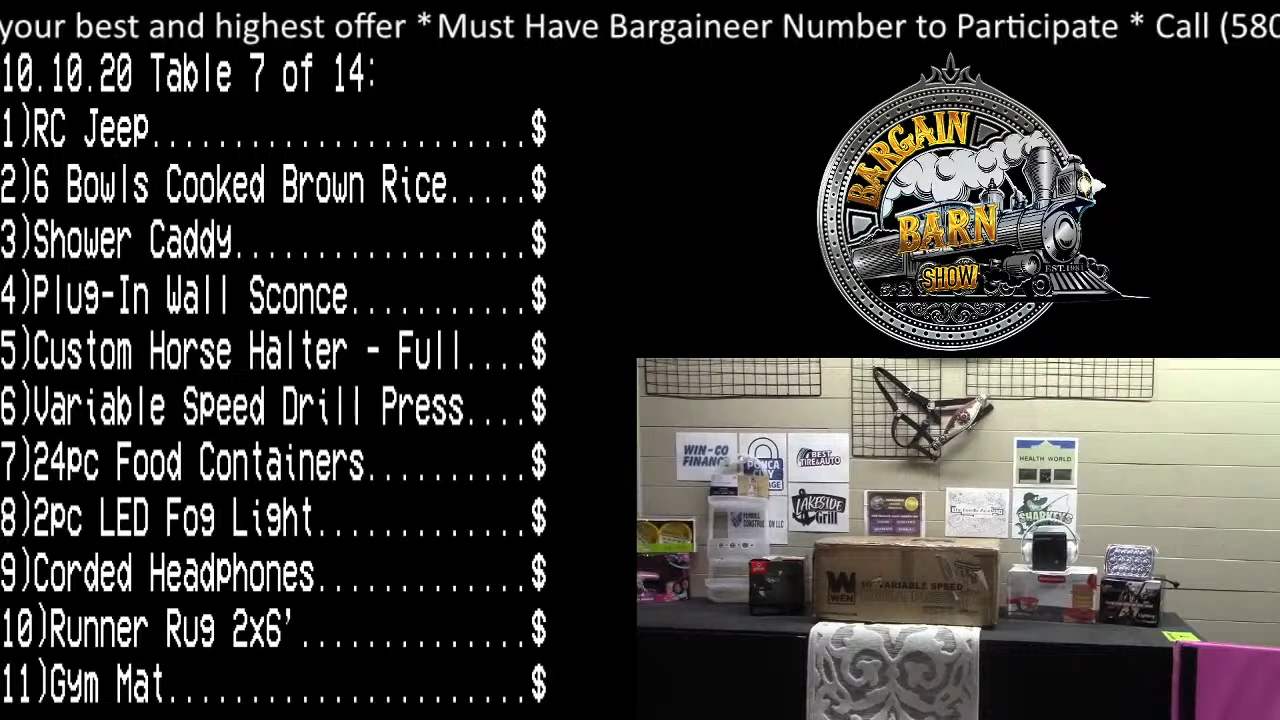 your best and highest offer *Must Have Bargaineer Number to Participate * Call (580
10.10.20 Table 7 of 14:
1)RC Jeep.......................$
2)6 Bowls Cooked Brown Rice.....$
3)Shower Caddy..................$
4)Plug-In Wall Sconce...........$
5)Custom Horse Halter - Full....$
6)Variable Speed Drill Press....$
7)24pc Food Containers..........$
8)2pc LED Fog Light.............$
9)Corded Headphones.............$
10)Runner Rug 2x6'..............$
11)Gym Mat......................$
BARGAIN
BARN
SHOW
WIN-CO
FINANCE
BEST
TIRE&AUTO
LAKESIDE
Grill
HEALTH WORLD
SHARKEY'S
WEN
VARIABLE SPEED